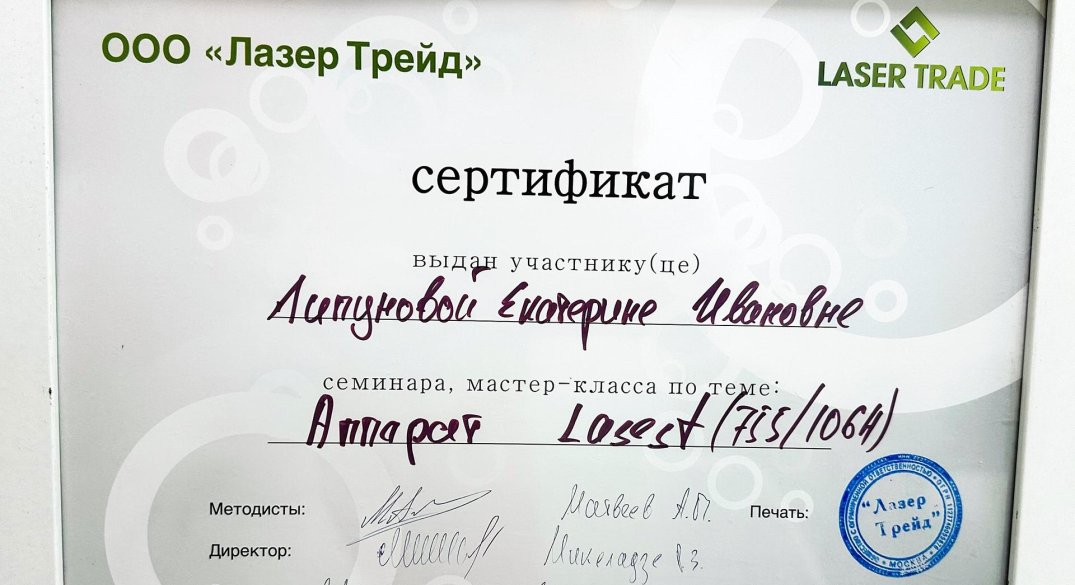 ООО «Лазер Трейд»
LASER TRADE
сертификат
выдан участнику(це)
Липуновой Екатерине Ивановне
семинара, мастер-класса по теме:
Аппарат Lasest (755/1064)
Методисты: Матвеев А.П. Печать:
Директор: Микеладзе
"Лазер
Трейд"
МОСКВА